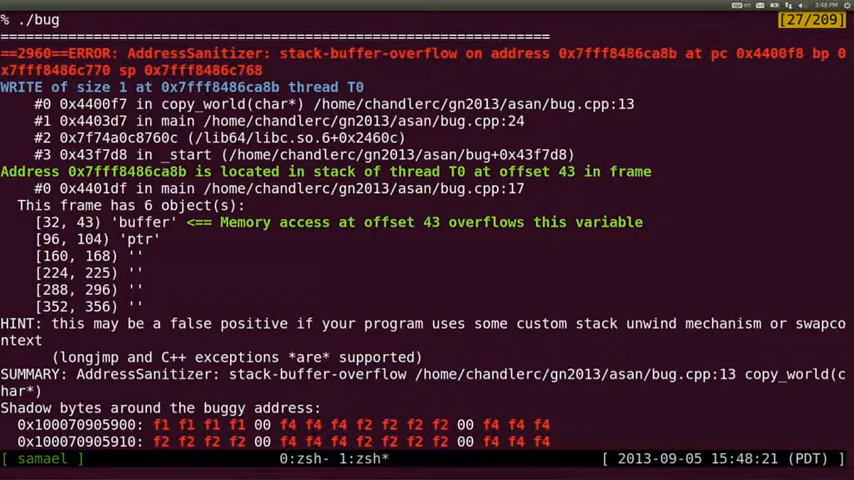 en 3:48 PM
% ./bug [27/209]
=================================================================
==2960==ERROR: AddressSanitizer: stack-buffer-overflow on address 0x7fff8486ca8b at pc 0x4400f8 bp 0
x7fff8486c770 sp 0x7fff8486c768
WRITE of size 1 at 0x7fff8486ca8b thread T0
#0 0x4400f7 in copy_world(char*) /home/chandlerc/gn2013/asan/bug.cpp:13
#1 0x4403d7 in main /home/chandlerc/gn2013/asan/bug.cpp:24
#2 0x7f74a0c8760c (/lib64/libc.so.6+0x2460c)
#3 0x43f7d8 in _start (/home/chandlerc/gn2013/asan/bug+0x43f7d8)
Address 0x7fff8486ca8b is located in stack of thread T0 at offset 43 in frame
#0 0x4401df in main /home/chandlerc/gn2013/asan/bug.cpp:17
This frame has 6 object(s):
[32, 43) 'buffer' <== Memory access at offset 43 overflows this variable
[96, 104) 'ptr'
[160, 168) ''
[224, 225) ''
[288, 296) ''
[352, 356) ''
HINT: this may be a false positive if your program uses some custom stack unwind mechanism or swapco
ntext
(longjmp and C++ exceptions *are* supported)
SUMMARY: AddressSanitizer: stack-buffer-overflow /home/chandlerc/gn2013/asan/bug.cpp:13 copy_world(c
har*)
Shadow bytes around the buggy address:
0x100070905900: f1 f1 f1 f1 00 f4 f4 f4 f2 f2 f2 f2 00 f4 f4 f4
0x100070905910: f2 f2 f2 f2 00 f4 f4 f4 f2 f2 f2 f2 00 f4 f4 f4
[ samael ] 0:zsh- 1:zsh* [ 2013-09-05 15:48:21 (PDT) ]